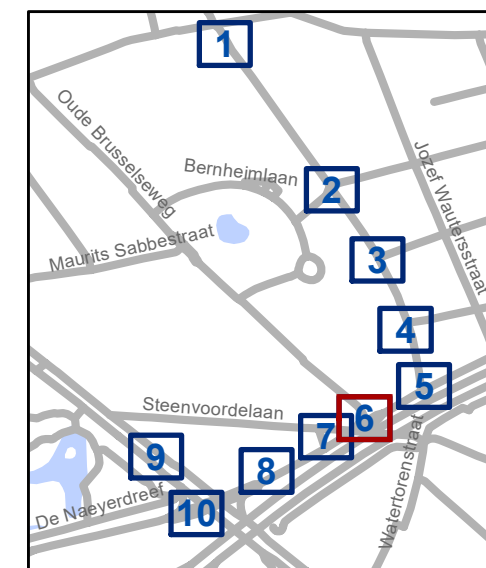 1
Oude Brusselseweg
Bernheimlaan
2
Jozef Wautersstraat
Maurits Sabbestraat
3
4
5
Steenvoordelaan
6
7
9
8
De Naeyerdreef
10
Watertorenstraat